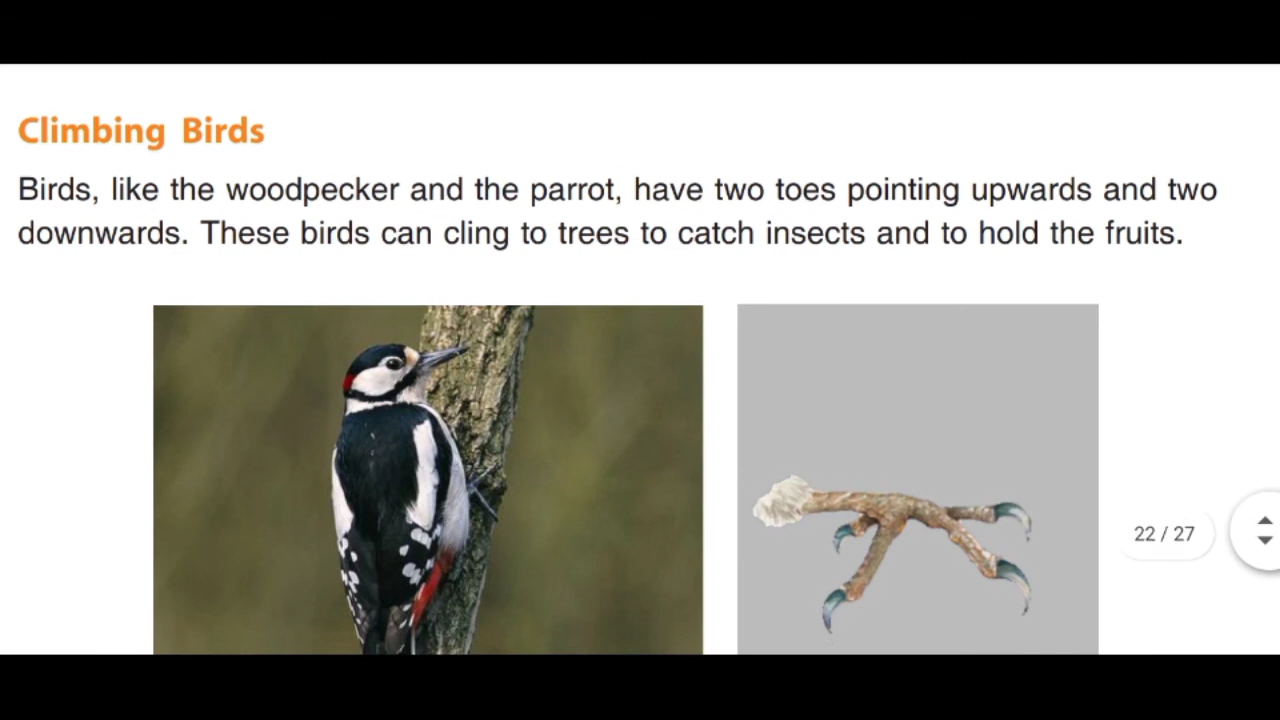 Climbing Birds
Birds, like the woodpecker and the parrot, have two toes pointing upwards and two
downwards. These birds can cling to trees to catch insects and to hold the fruits.
22 / 27